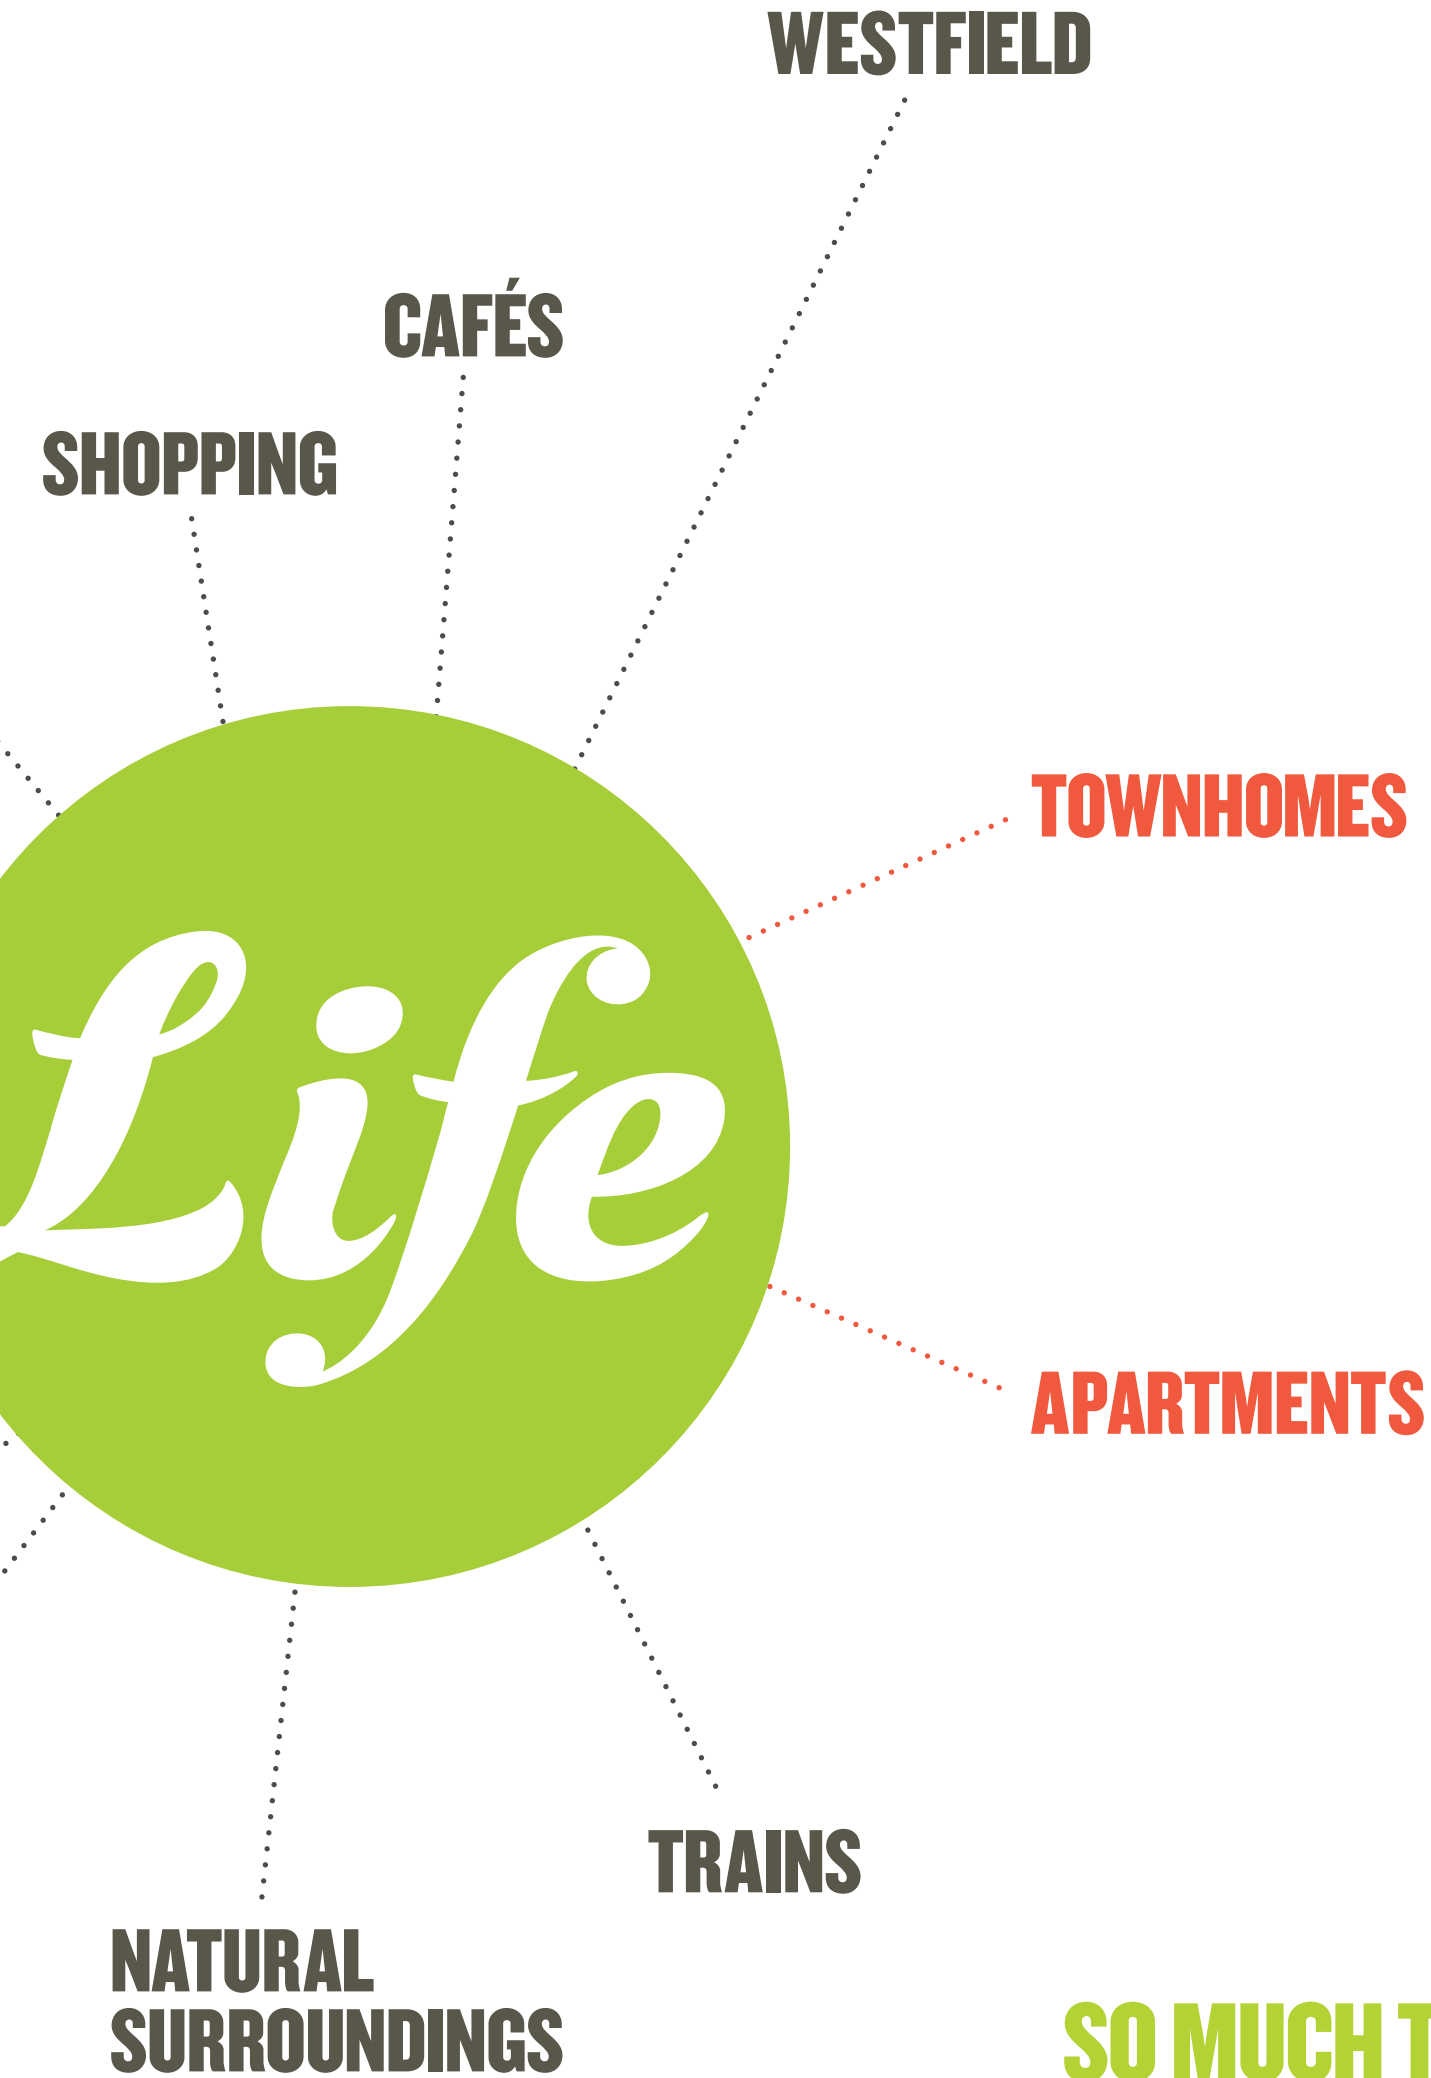 WESTFIELD
CAFÉS
SHOPPING
TOWNHOMES
Life
APARTMENTS
TRAINS
NATURAL
SURROUNDINGS
SO MUCH T